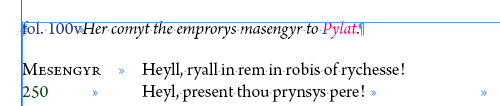 fol. 100v Her comyt the emprorys masengyr to Pylat.¶
Mesengyr » Heyll, ryall in rem in robis of rychesse!
250 » Heyl, present thou prynsys pere! » »